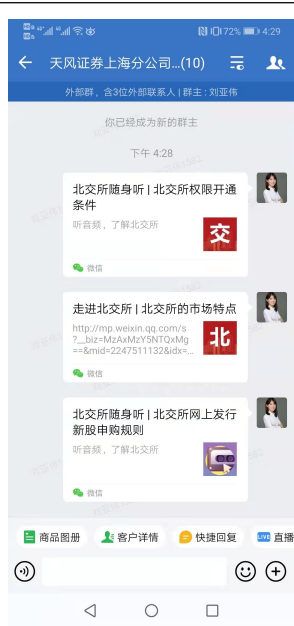 72% 4:29
天风证券上海分公司...(10)
外部群，含3位外部联系人 | 群主：刘亚伟
你已经成为新的群主
下午 4:28
北交所随身听 | 北交所权限开通
条件
听音频，了解北交所
交
微信
走进北交所 | 北交所的市场特点
http://mp.weixin.qq.com/s
?__biz=MzAxMzY5NTQxMg
==&mid=2247511132&idx=...
北
微信
北交所随身听 | 北交所网上发行
新股申购规则
听音频，了解北交所
微信
商品图册 客户详情 快捷回复 LIVE 直播